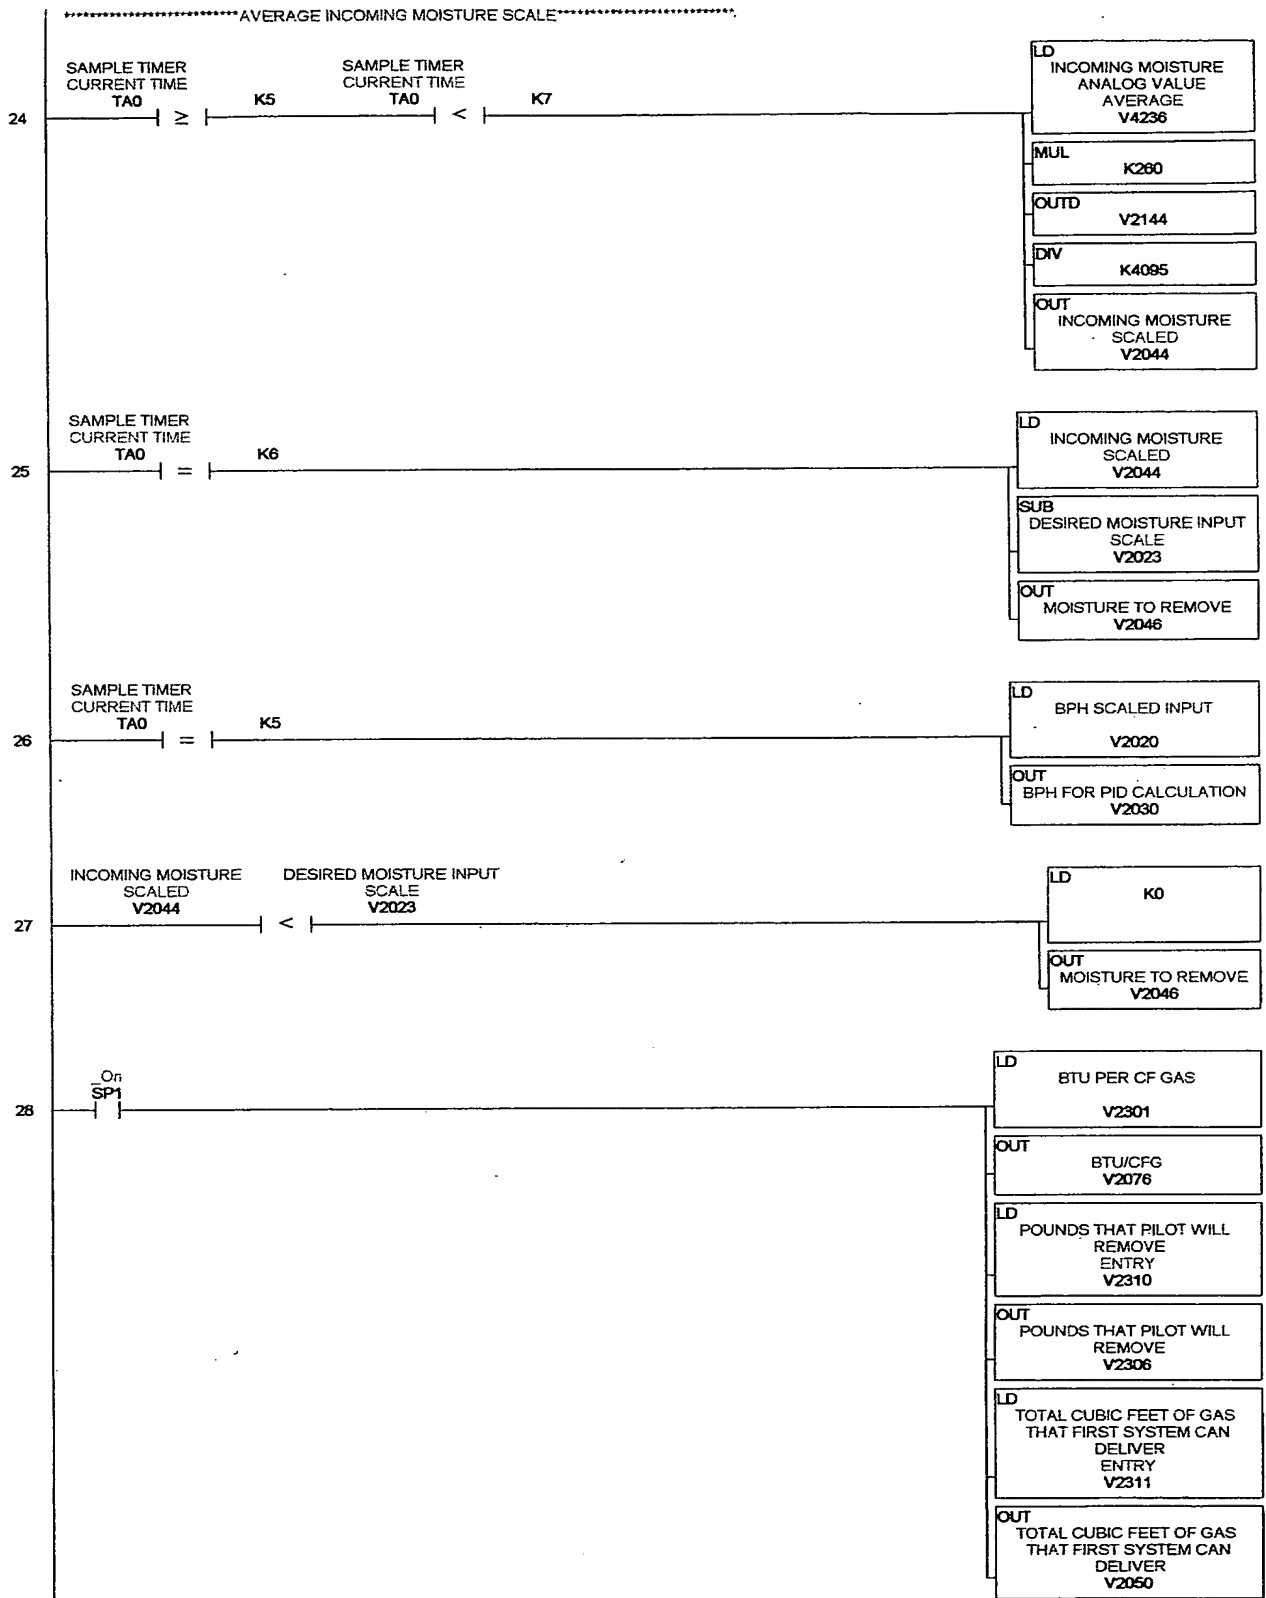 **************************AVERAGE INCOMING MOISTURE SCALE**************************
SAMPLE TIMER
CURRENT TIME
TA0
≥
K5
SAMPLE TIMER
CURRENT TIME
TA0
<
K7
24
LD
INCOMING MOISTURE
ANALOG VALUE
AVERAGE
V4236
MUL
K260
OUTD
V2144
DIV
K4095
OUT
INCOMING MOISTURE
SCALED
V2044
SAMPLE TIMER
CURRENT TIME
TA0
=
K6
25
LD
INCOMING MOISTURE
SCALED
V2044
SUB
DESIRED MOISTURE INPUT
SCALE
V2023
OUT
MOISTURE TO REMOVE
V2046
SAMPLE TIMER
CURRENT TIME
TA0
=
K5
26
LD
BPH SCALED INPUT
V2020
OUT
BPH FOR PID CALCULATION
V2030
INCOMING MOISTURE
SCALED
V2044
<
DESIRED MOISTURE INPUT
SCALE
V2023
27
LD
K0
OUT
MOISTURE TO REMOVE
V2046
_On
SP1
28
LD
BTU PER CF GAS
V2301
OUT
BTU/CFG
V2076
LD
POUNDS THAT PILOT WILL
REMOVE
ENTRY
V2310
OUT
POUNDS THAT PILOT WILL
REMOVE
V2306
LD
TOTAL CUBIC FEET OF GAS
THAT FIRST SYSTEM CAN
DELIVER
ENTRY
V2311
OUT
TOTAL CUBIC FEET OF GAS
THAT FIRST SYSTEM CAN
DELIVER
V2050